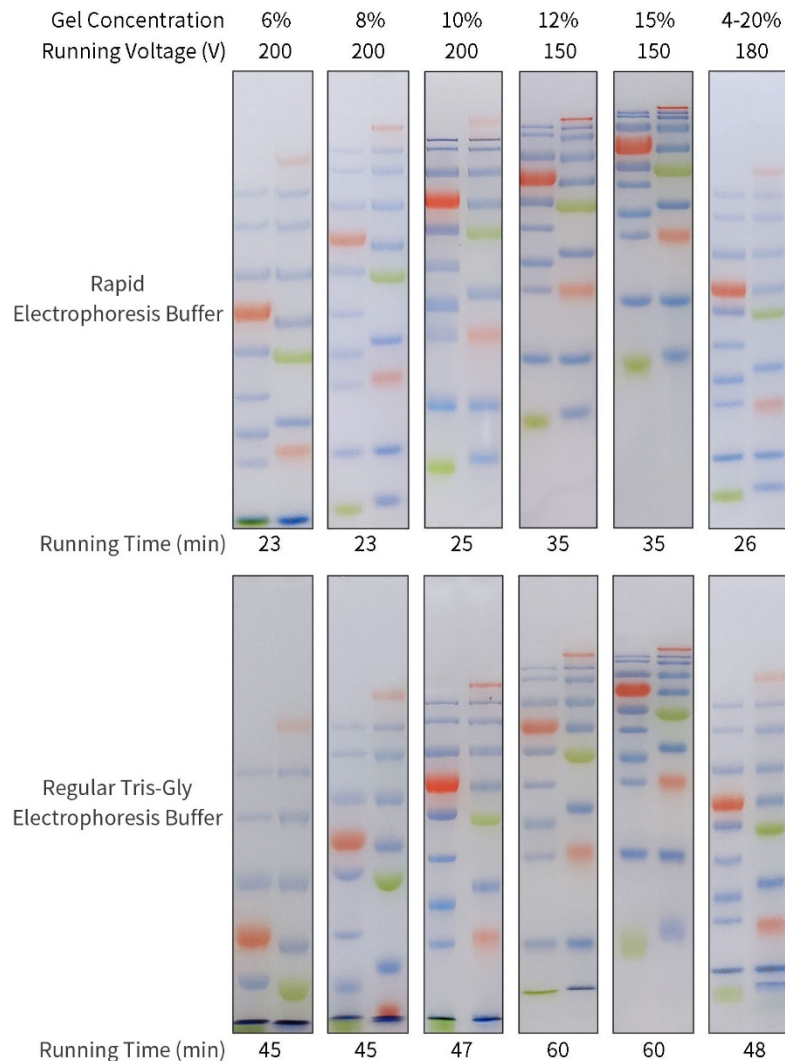 Gel Concentration 6% 8% 10% 12% 15% 4-20%
Running Voltage (V) 200 200 200 150 150 180
Rapid
Electrophoresis Buffer
Running Time (min) 23 23 25 35 35 26
Regular Tris-Gly
Electrophoresis Buffer
Running Time (min) 45 45 47 60 60 48